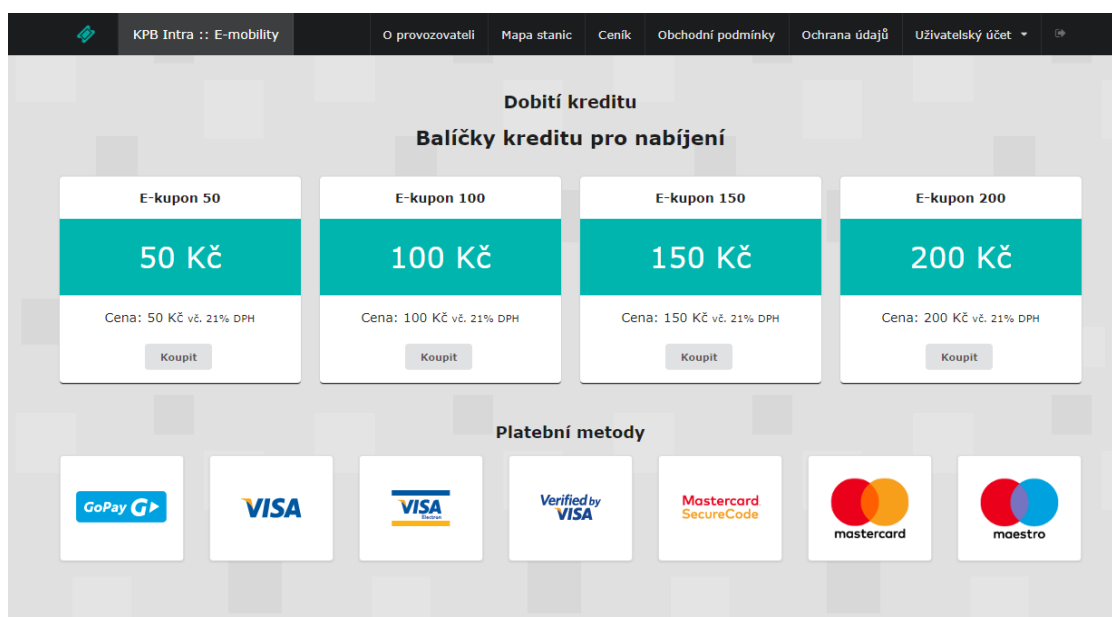 KPB Intra :: E-mobility O provozovateli Mapa stanic Ceník Obchodní podmínky Ochrana údajů Uživatelský účet
Dobití kreditu
Balíčky kreditu pro nabíjení
E-kupon 50 E-kupon 100 E-kupon 150 E-kupon 200
50 Kč 100 Kč 150 Kč 200 Kč
Cena: 50 Kč vč. 21% DPH Cena: 100 Kč vč. 21% DPH Cena: 150 Kč vč. 21% DPH Cena: 200 Kč vč. 21% DPH
Koupit Koupit Koupit Koupit
Platební metody
GoPay G VISA VISA Electron Verified by VISA Mastercard SecureCode mastercard maestro